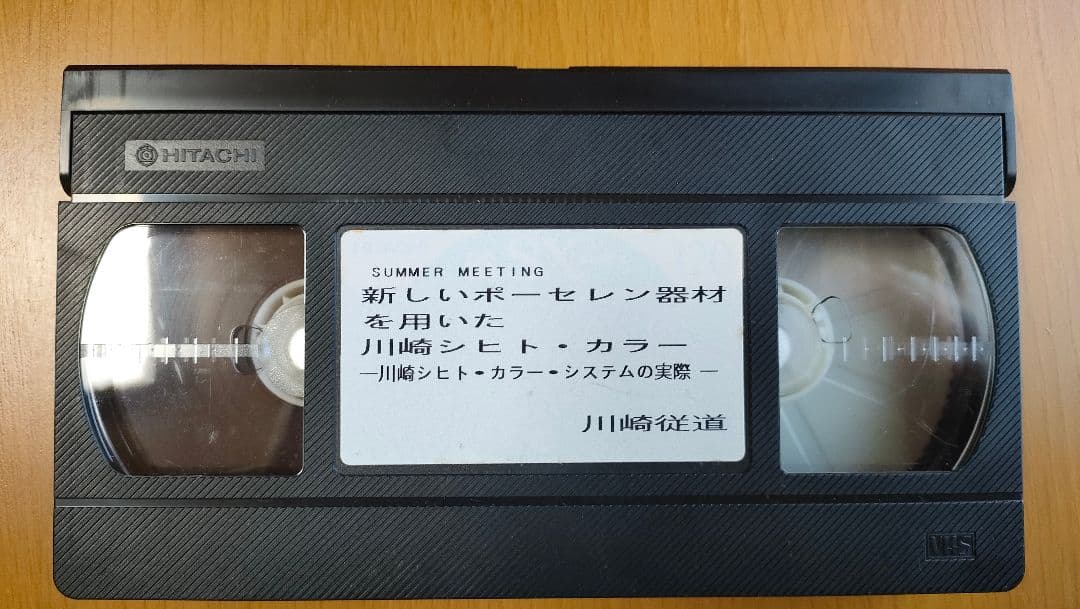 HITACHI
SUMMER MEETING
新しいポーセレン器材
を用いた
川崎シヒト・カラー
―川崎シヒト・カラー・システムの実際―
川崎従道
VHS